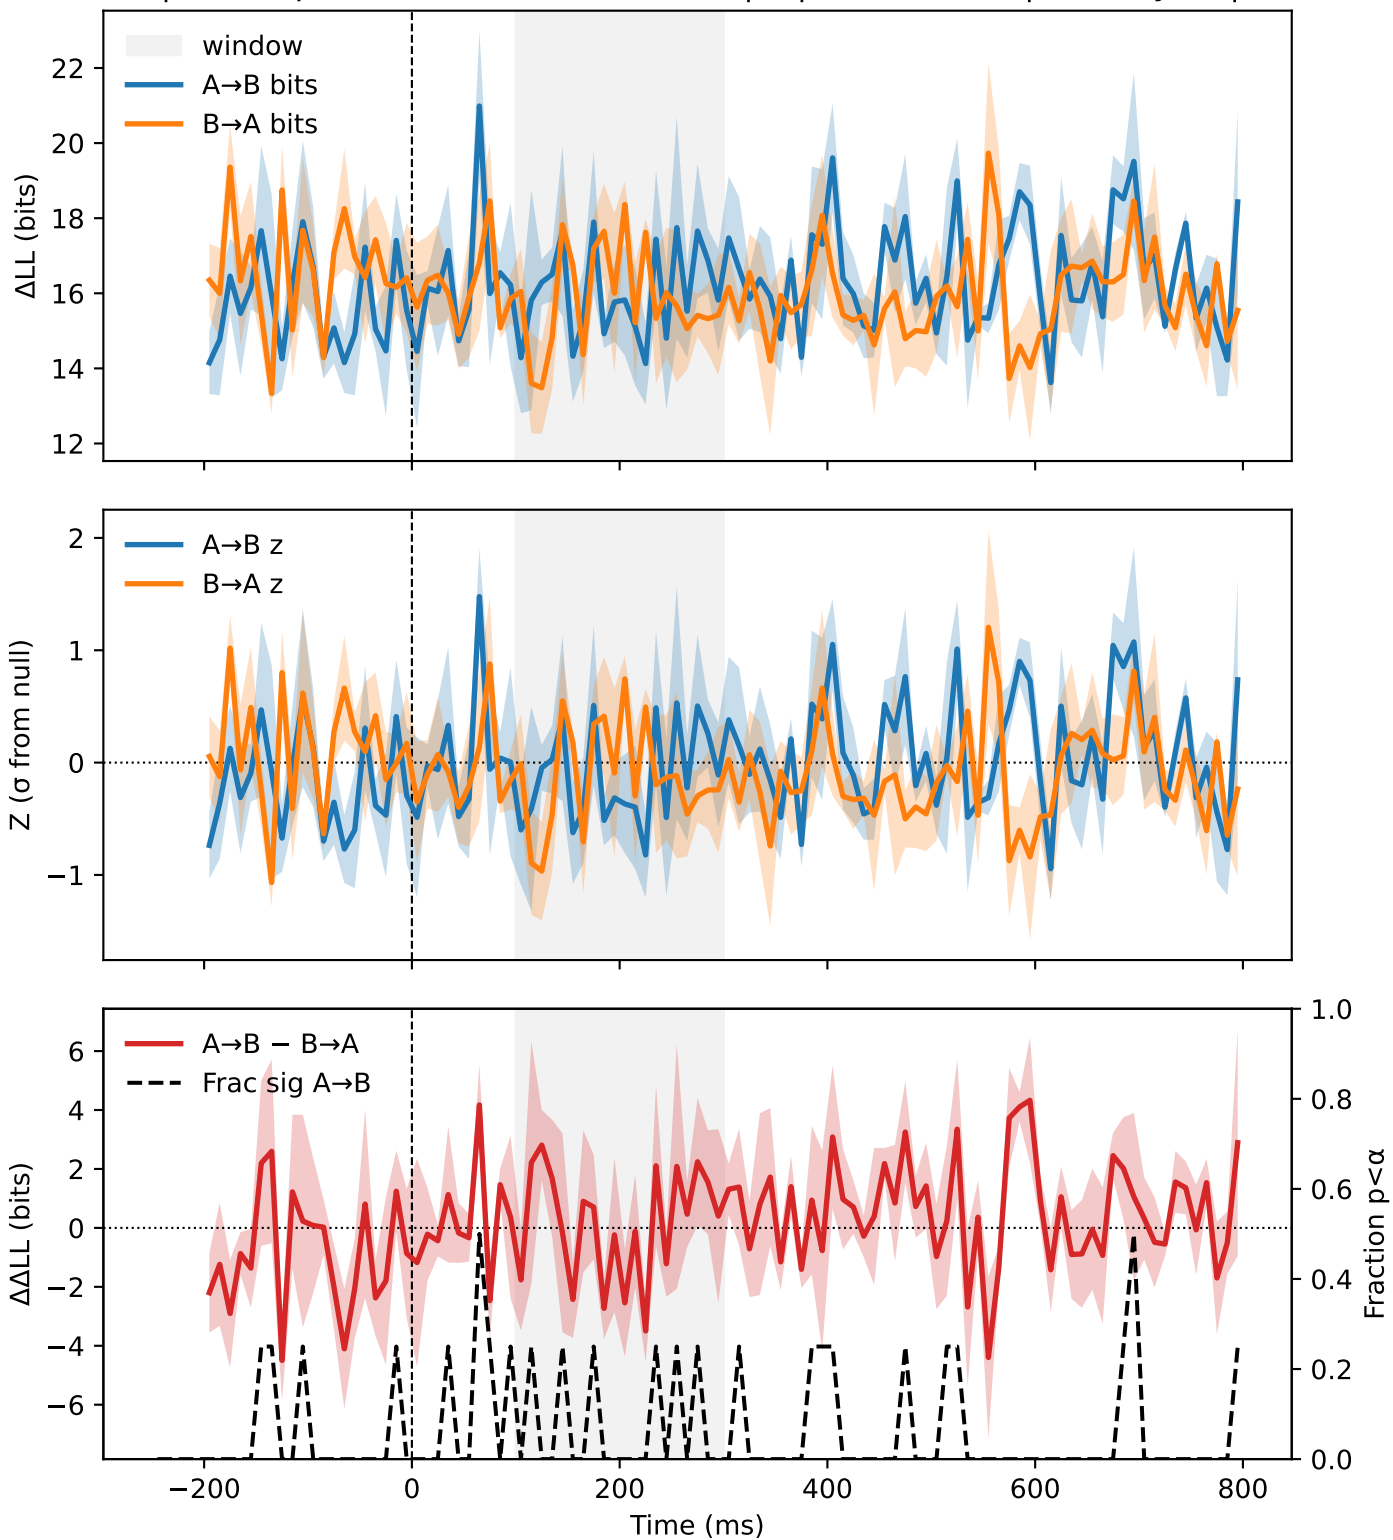 window
A→B bits
B→A bits
22
20
18
16
14
12
ΔLL (bits)
A→B z
B→A z
2
1
0
−1
Z (σ from null)
A→B − B→A
Frac sig A→B
6
4
2
0
−2
−4
−6
ΔΔLL (bits)
1.0
0.8
0.6
0.4
0.2
0.0
Fraction p<α
−200 0 200 400 600 800
Time (ms)